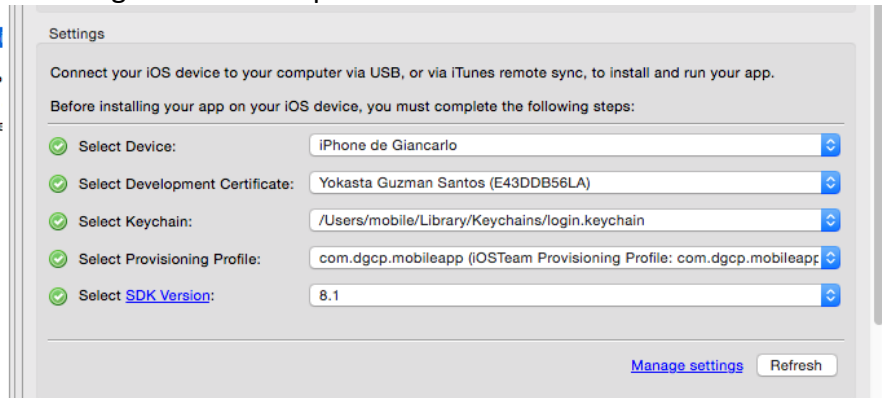 Settings
Connect your iOS device to your computer via USB, or via iTunes remote sync, to install and run your app.
Before installing your app on your iOS device, you must complete the following steps:
Select Device: iPhone de Giancarlo
Select Development Certificate: Yokasta Guzman Santos (E43DDB56LA)
Select Keychain: /Users/mobile/Library/Keychains/login.keychain
Select Provisioning Profile: com.dgcp.mobileapp (iOSTeam Provisioning Profile: com.dgcp.mobileapp
Select SDK Version: 8.1
Manage settings Refresh